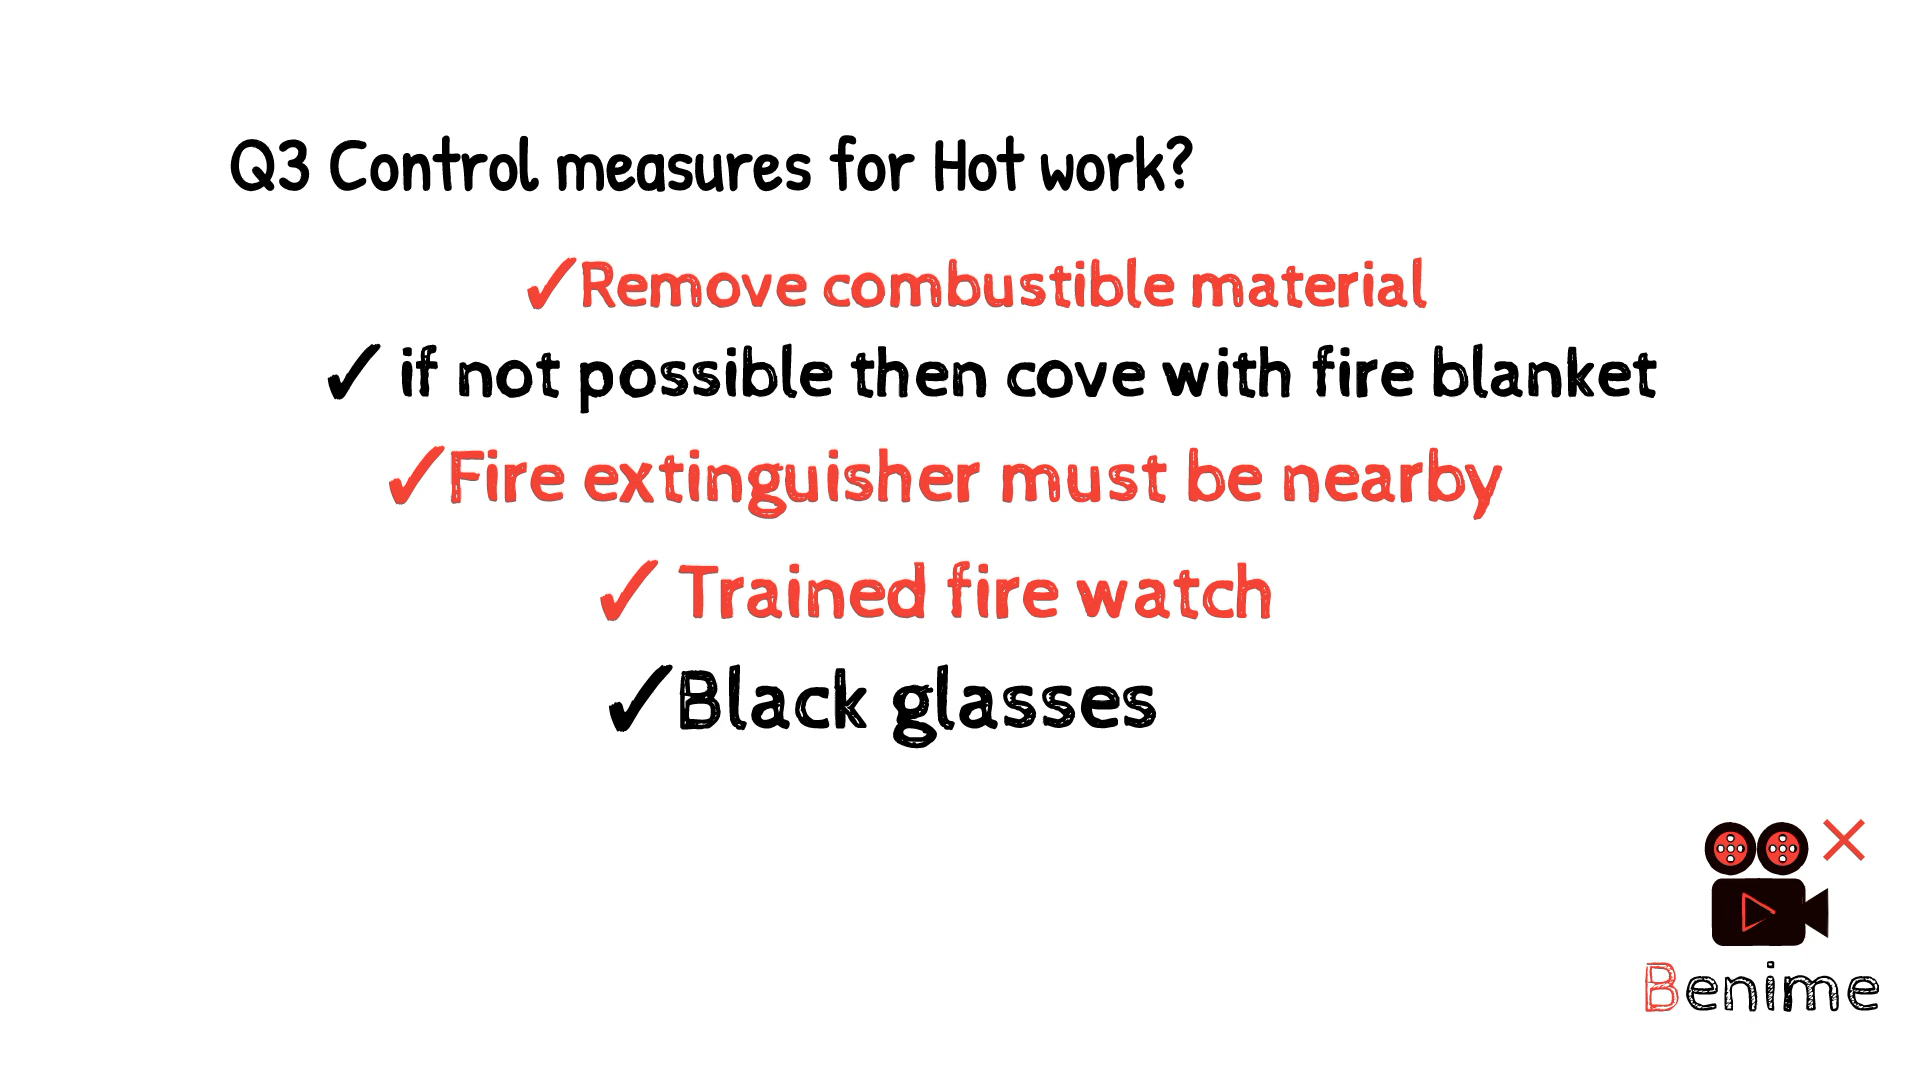 Q3 Control measures for Hot work?
✓Remove combustible material
✓ if not possible then cove with fire blanket
✓Fire extinguisher must be nearby
✓ Trained fire watch
✓Black glasses
Benime